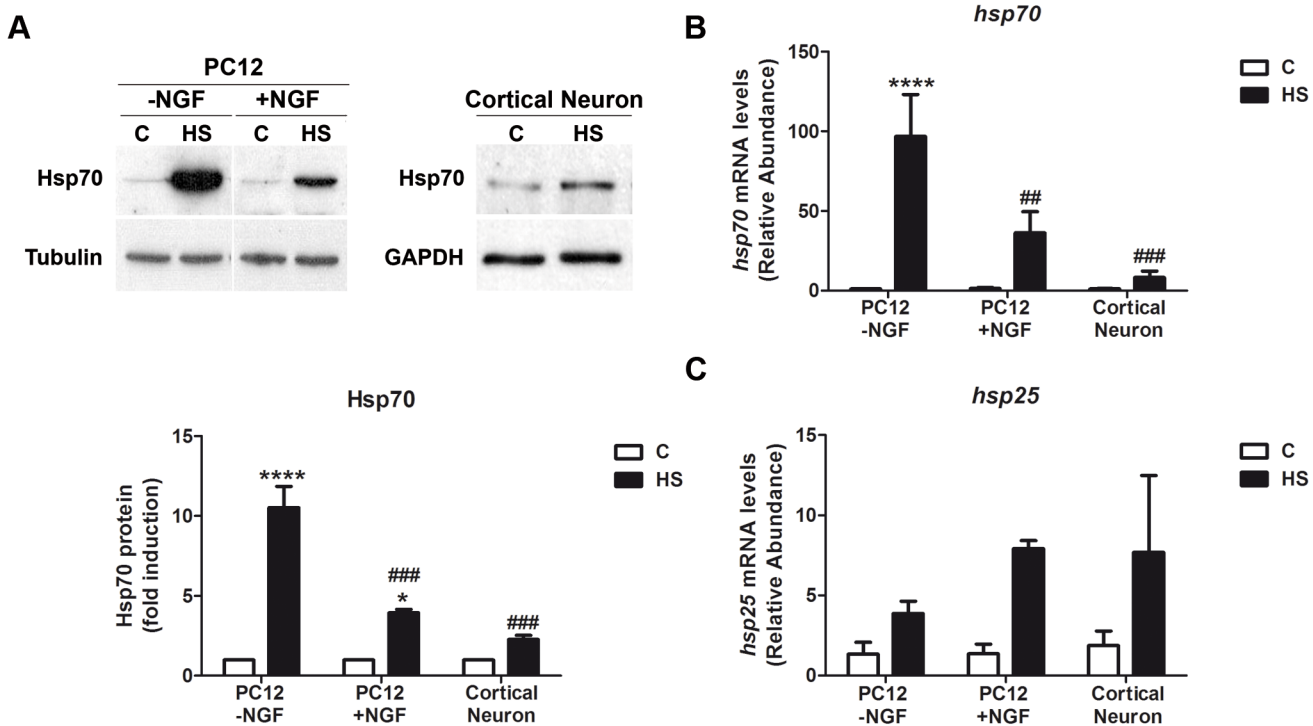 A
PC12
-NGF +NGF
C HS C HS
Hsp70
Tubulin
Cortical Neuron
C HS
Hsp70
GAPDH
Hsp70
Hsp70 protein
(fold induction)
15
10
5
0
****
###
*
###
PC12
-NGF
PC12
+NGF
Cortical
Neuron
C
HS
B
hsp70
hsp70 mRNA levels
(Relative Abundance)
150
100
50
0
****
##
###
PC12
-NGF
PC12
+NGF
Cortical
Neuron
C
HS
C
hsp25
hsp25 mRNA levels
(Relative Abundance)
15
10
5
0
PC12
-NGF
PC12
+NGF
Cortical
Neuron
C
HS